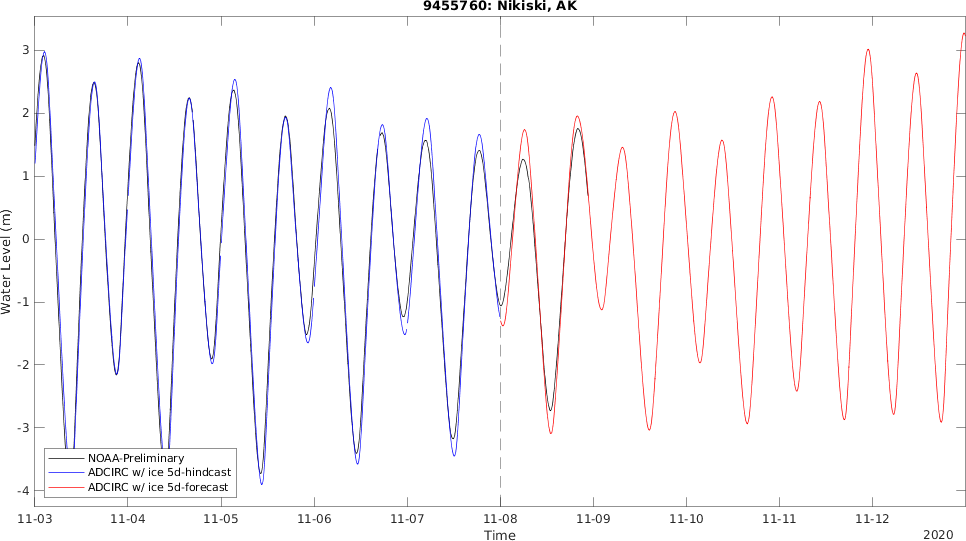 9455760: Nikiski, AK
Water Level (m)
3
2
1
0
-1
-2
-3
-4
NOAA-Preliminary
ADCIRC w/ ice 5d-hindcast
ADCIRC w/ ice 5d-forecast
11-03 11-04 11-05 11-06 11-07 11-08 11-09 11-10 11-11 11-12
Time
2020